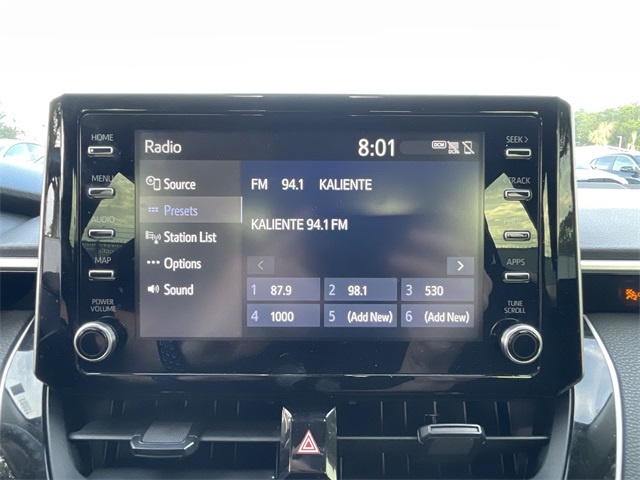 HOME
Radio
8:01
DCM
SEEK >
MENU
Source
FM 94.1 KALIENTE
TRACK
Presets
AUDIO
Station List
KALIENTE 94.1 FM
MAP
Options
APPS
Sound
1 87.9
2 98.1
3 530
4 1000
5 (Add New)
6 (Add New)
POWER
VOLUME
TUNE
SCROLL